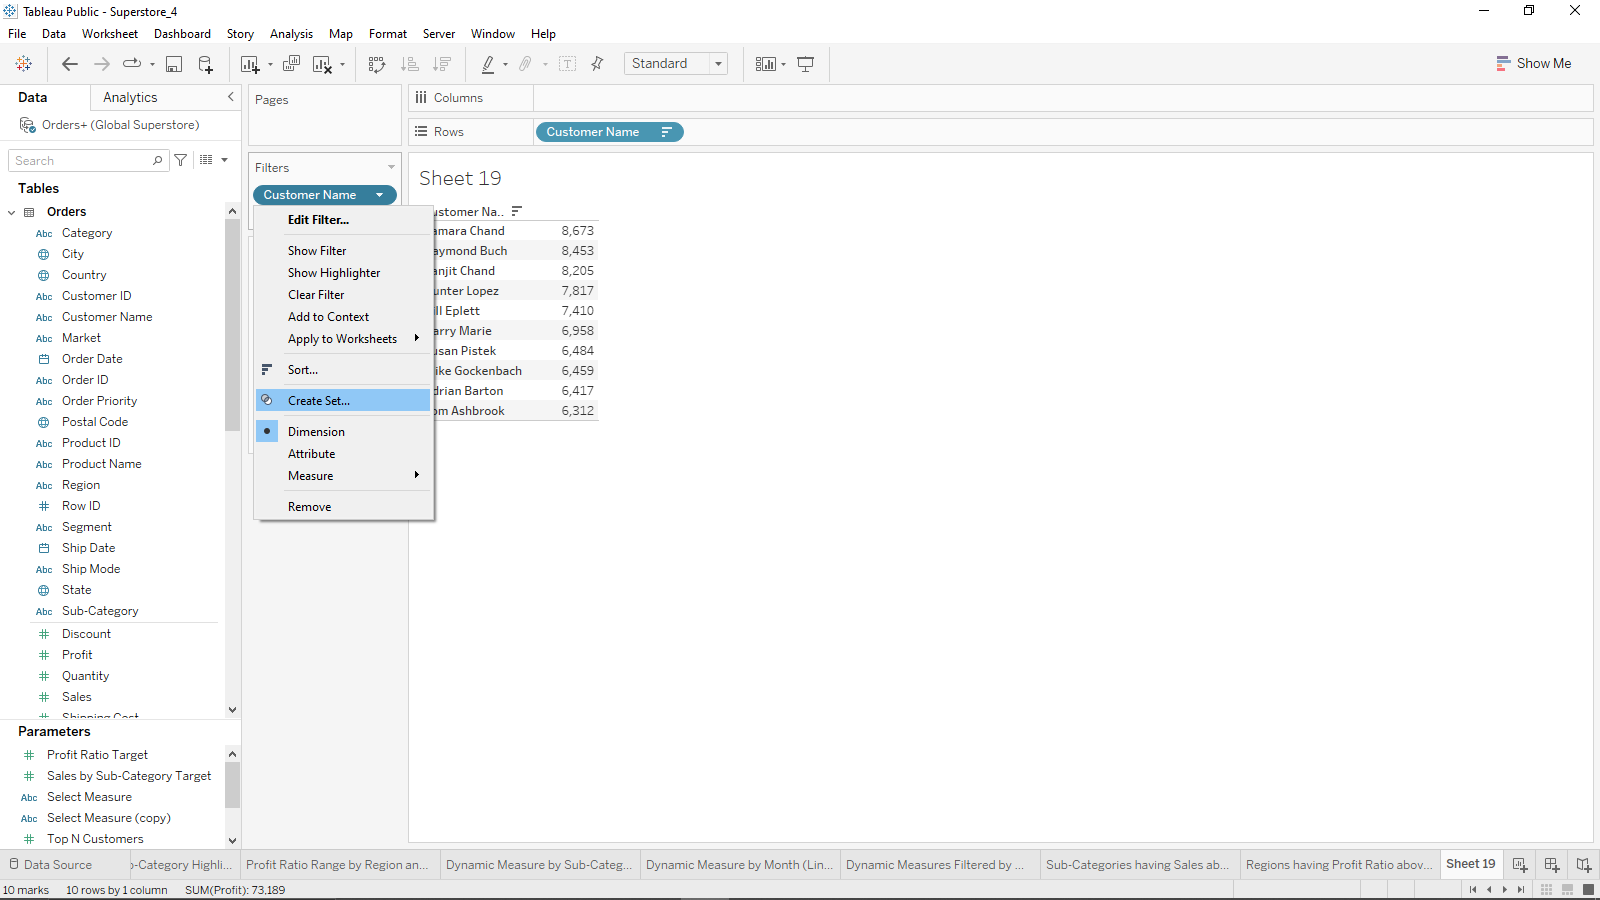 Tableau Public - Superstore_4
File Data Worksheet Dashboard Story Analysis Map Format Server Window Help
Standard
Show Me
Data
Analytics
Orders+ (Global Superstore)
Search
Tables
Orders
Abc Category
City
Country
Abc Customer ID
Abc Customer Name
Abc Market
Order Date
Abc Order ID
Abc Order Priority
Postal Code
Abc Product ID
Abc Product Name
Abc Region
Row ID
Abc Segment
Ship Date
Abc Ship Mode
State
Abc Sub-Category
Discount
Profit
Quantity
Sales
Shipping Cost
Parameters
Profit Ratio Target
Sales by Sub-Category Target
Abc Select Measure
Abc Select Measure (copy)
Top N Customers
Pages
Filters
Customer Name
Edit Filter...
Show Filter
Show Highlighter
Clear Filter
Add to Context
Apply to Worksheets
Sort...
Create Set...
Dimension
Attribute
Measure
Remove
Columns
Rows
Customer Name
Sheet 19
ustomer Na..
amara Chand 8,673
aymond Buch 8,453
anjit Chand 8,205
unter Lopez 7,817
ill Eplett 7,410
arry Marie 6,958
usan Pistek 6,484
ike Gockenbach 6,459
drian Barton 6,417
om Ashbrook 6,312
Data Source
o-Category Highli...
Profit Ratio Range by Region an...
Dynamic Measure by Sub-Categ...
Dynamic Measure by Month (Lin...
Dynamic Measures Filtered by ...
Sub-Categories having Sales ab...
Regions having Profit Ratio abov...
Sheet 19
10 marks 10 rows by 1 column SUM(Profit): 73,189